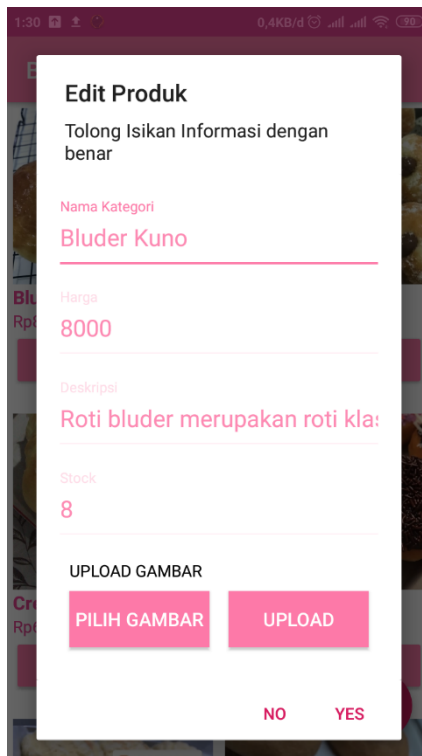 1:30
0,4KB/d
90
Edit Produk
Tolong Isikan Informasi dengan
benar
Nama Kategori
Bluder Kuno
Harga
8000
Deskripsi
Roti bluder merupakan roti klas
Stock
8
UPLOAD GAMBAR
PILIH GAMBAR
UPLOAD
NO
YES